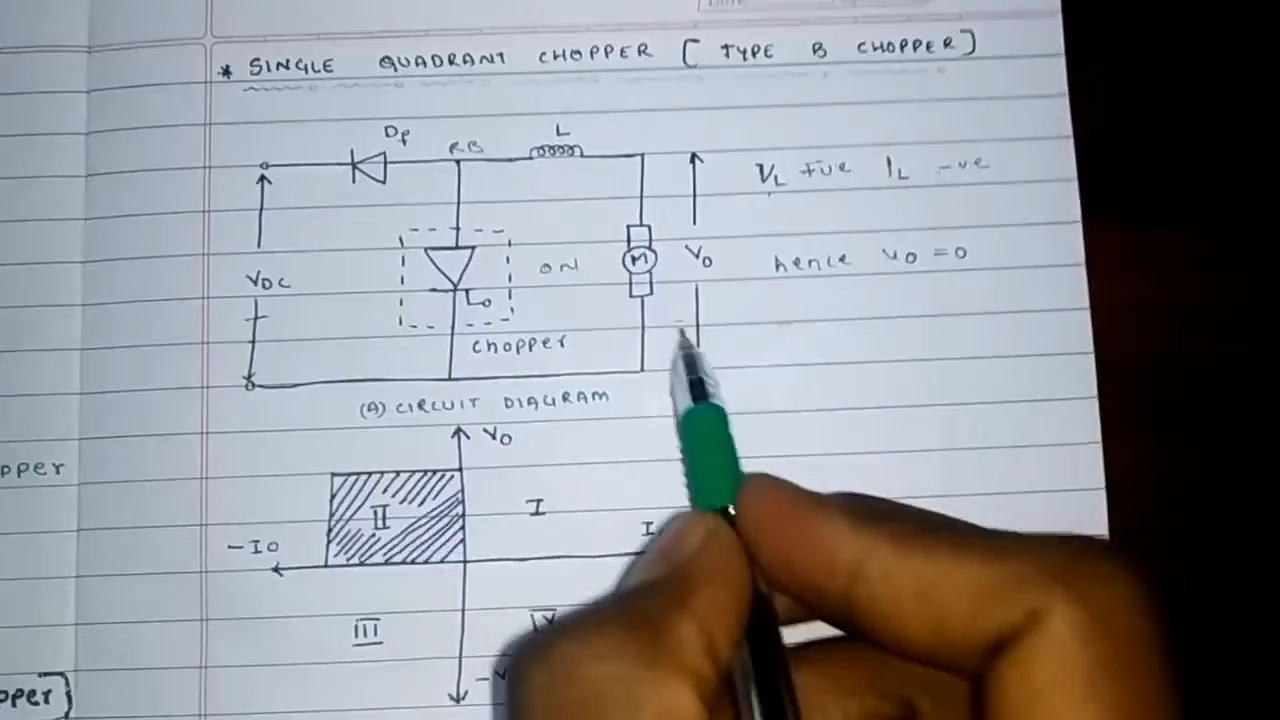 * SINGLE QUADRANT CHOPPER [ TYPE B CHOPPER ]
Df RB L
VL +ve IL -ve
VDC ON M VO hence vo = 0
chopper
(A) CIRCUIT DIAGRAM
VO
pper
II I
-IO
III IV
pper]